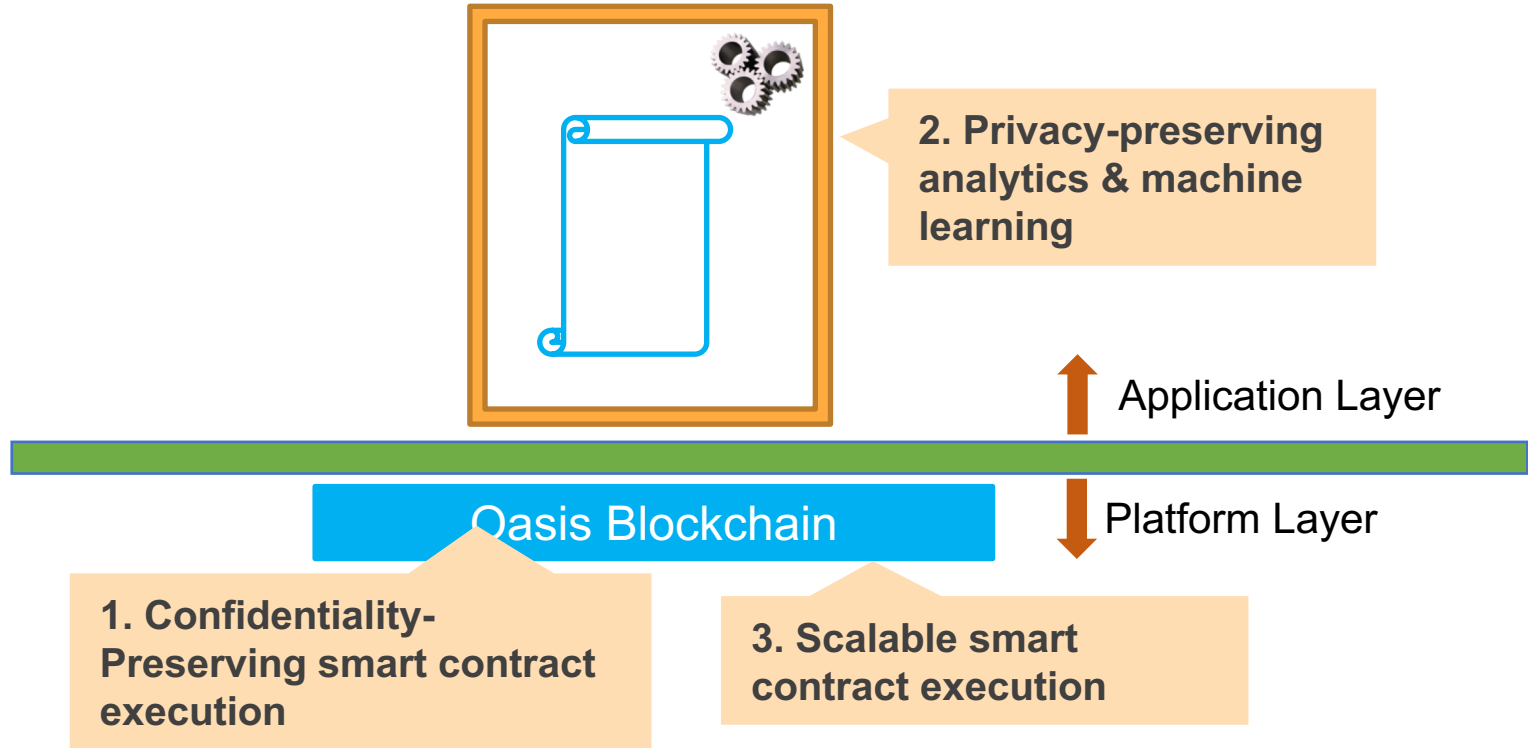 2. Privacy-preserving
analytics & machine
learning
Application Layer
Oasis Blockchain
Platform Layer
1. Confidentiality-
Preserving smart contract
execution
3. Scalable smart
contract execution